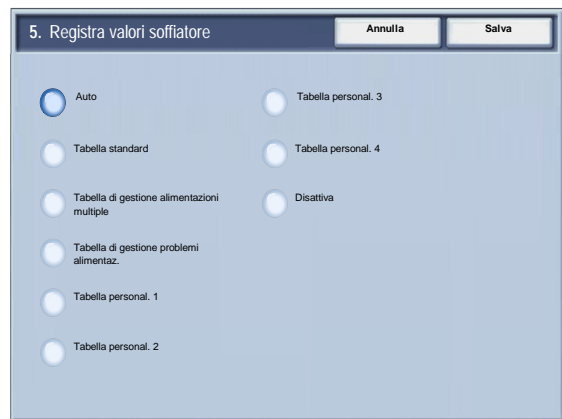 5. Registra valori soffiatore
Annulla
Salva
Auto
Tabella standard
Tabella di gestione alimentazioni
multiple
Tabella di gestione problemi
alimentaz.
Tabella personal. 1
Tabella personal. 2
Tabella personal. 3
Tabella personal. 4
Disattiva